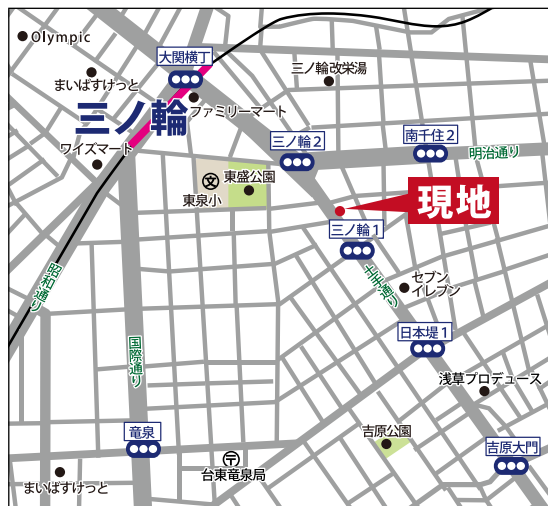 Olympic
大関横丁
まいばすけっと
三ノ輪改栄湯
ファミリーマート
三ノ輪
ワイズマート
三ノ輪2
南千住2
明治通り
文
東盛公園
東泉小
現地
三ノ輪1
昭和通り
土手通り
セブン
イレブン
国際通り
日本堤1
浅草プロデュース
竜泉
吉原公園
〒
台東竜泉局
吉原大門
まいばすけっと